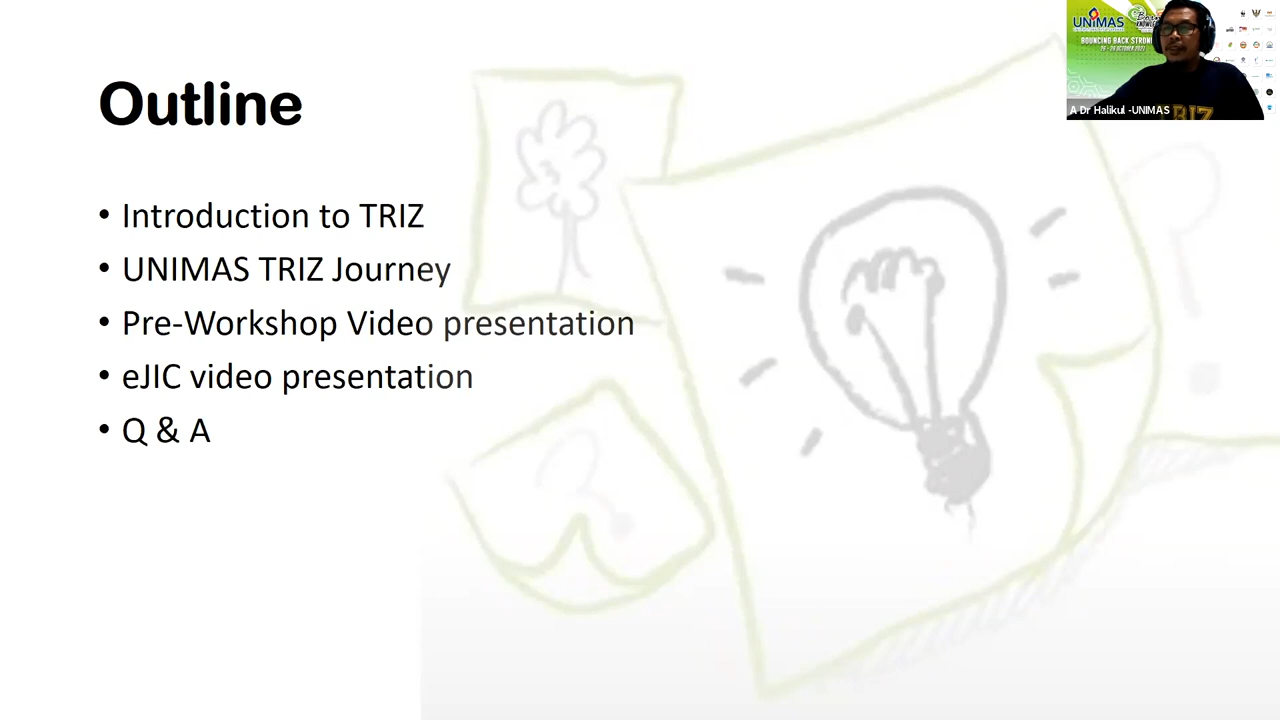 Outline
• Introduction to TRIZ
• UNIMAS TRIZ Journey
• Pre-Workshop Video presentation
• eJIC video presentation
• Q & A
UNIMAS
BOUNCING BACK STRON
A Dr Halikul -UNIMAS